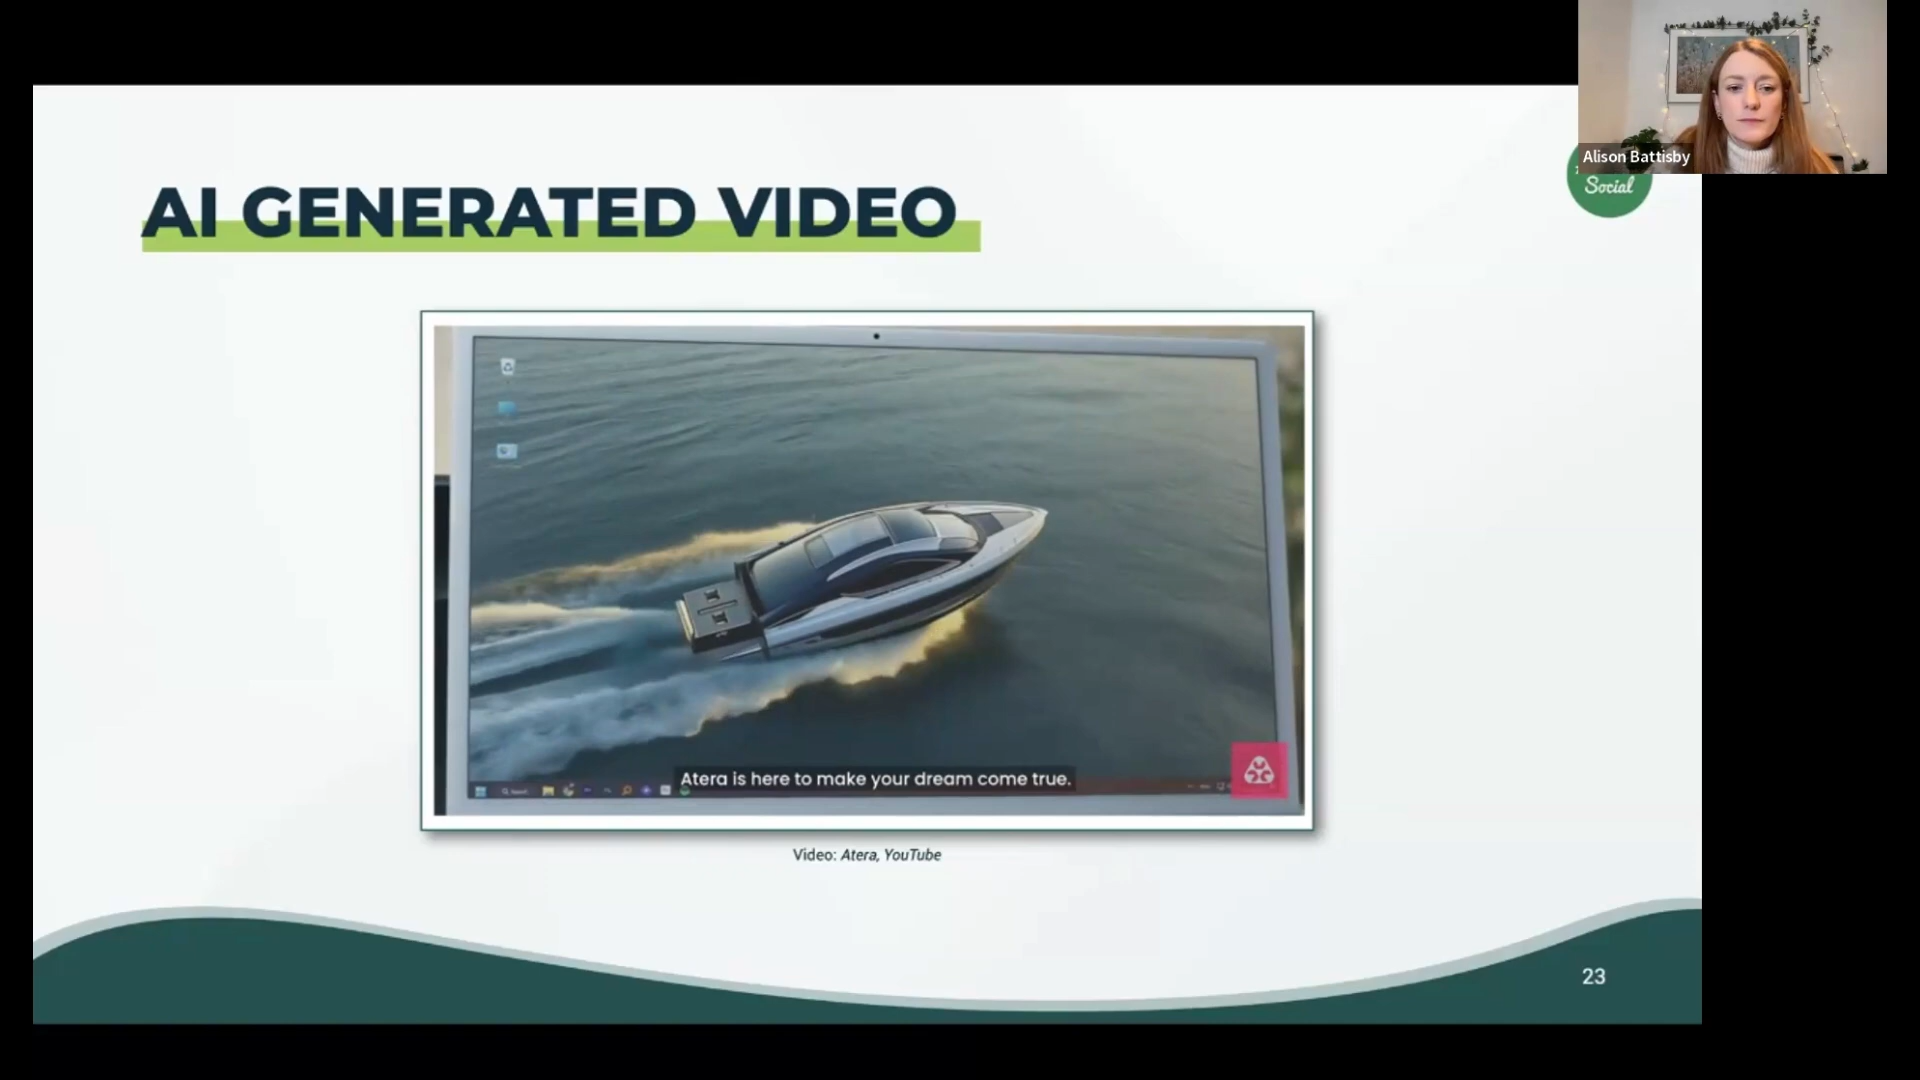 Alison Battisby
Social
AI GENERATED VIDEO
Atera is here to make your dream come true.
Video: Atera, YouTube
23